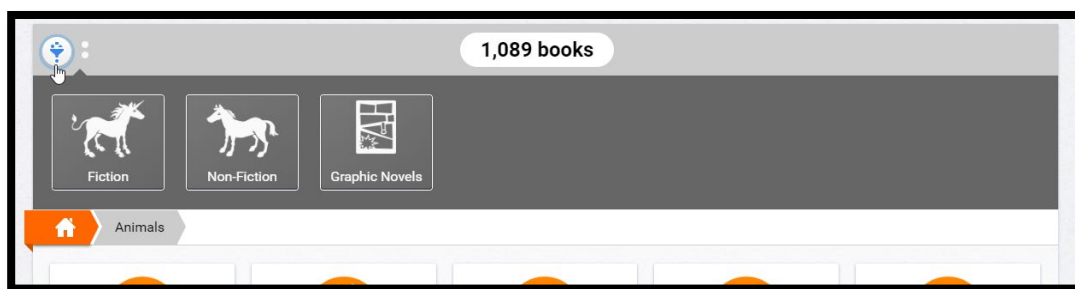 1,089 books
Fiction
Non-Fiction
Graphic Novels
Animals